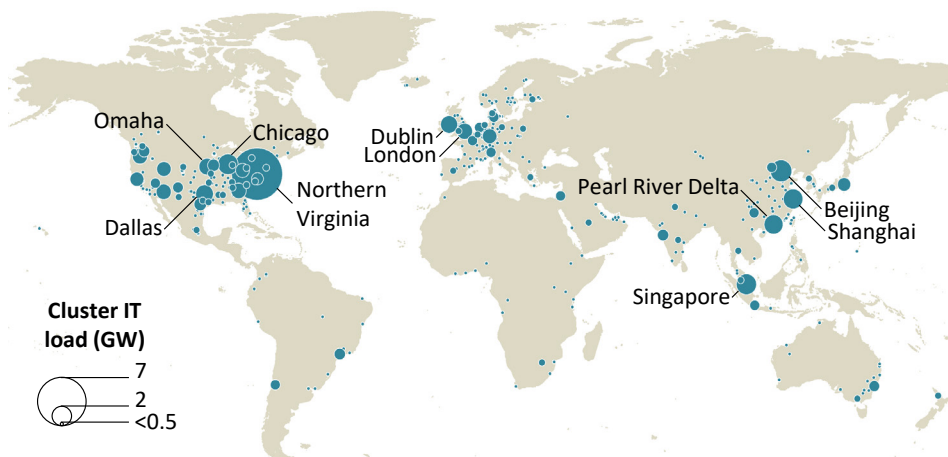 Omaha
Chicago
Dublin
London
Pearl River Delta
Northern
Virginia
Beijing
Shanghai
Dallas
Singapore
Cluster IT
load (GW)
7
2
<0.5